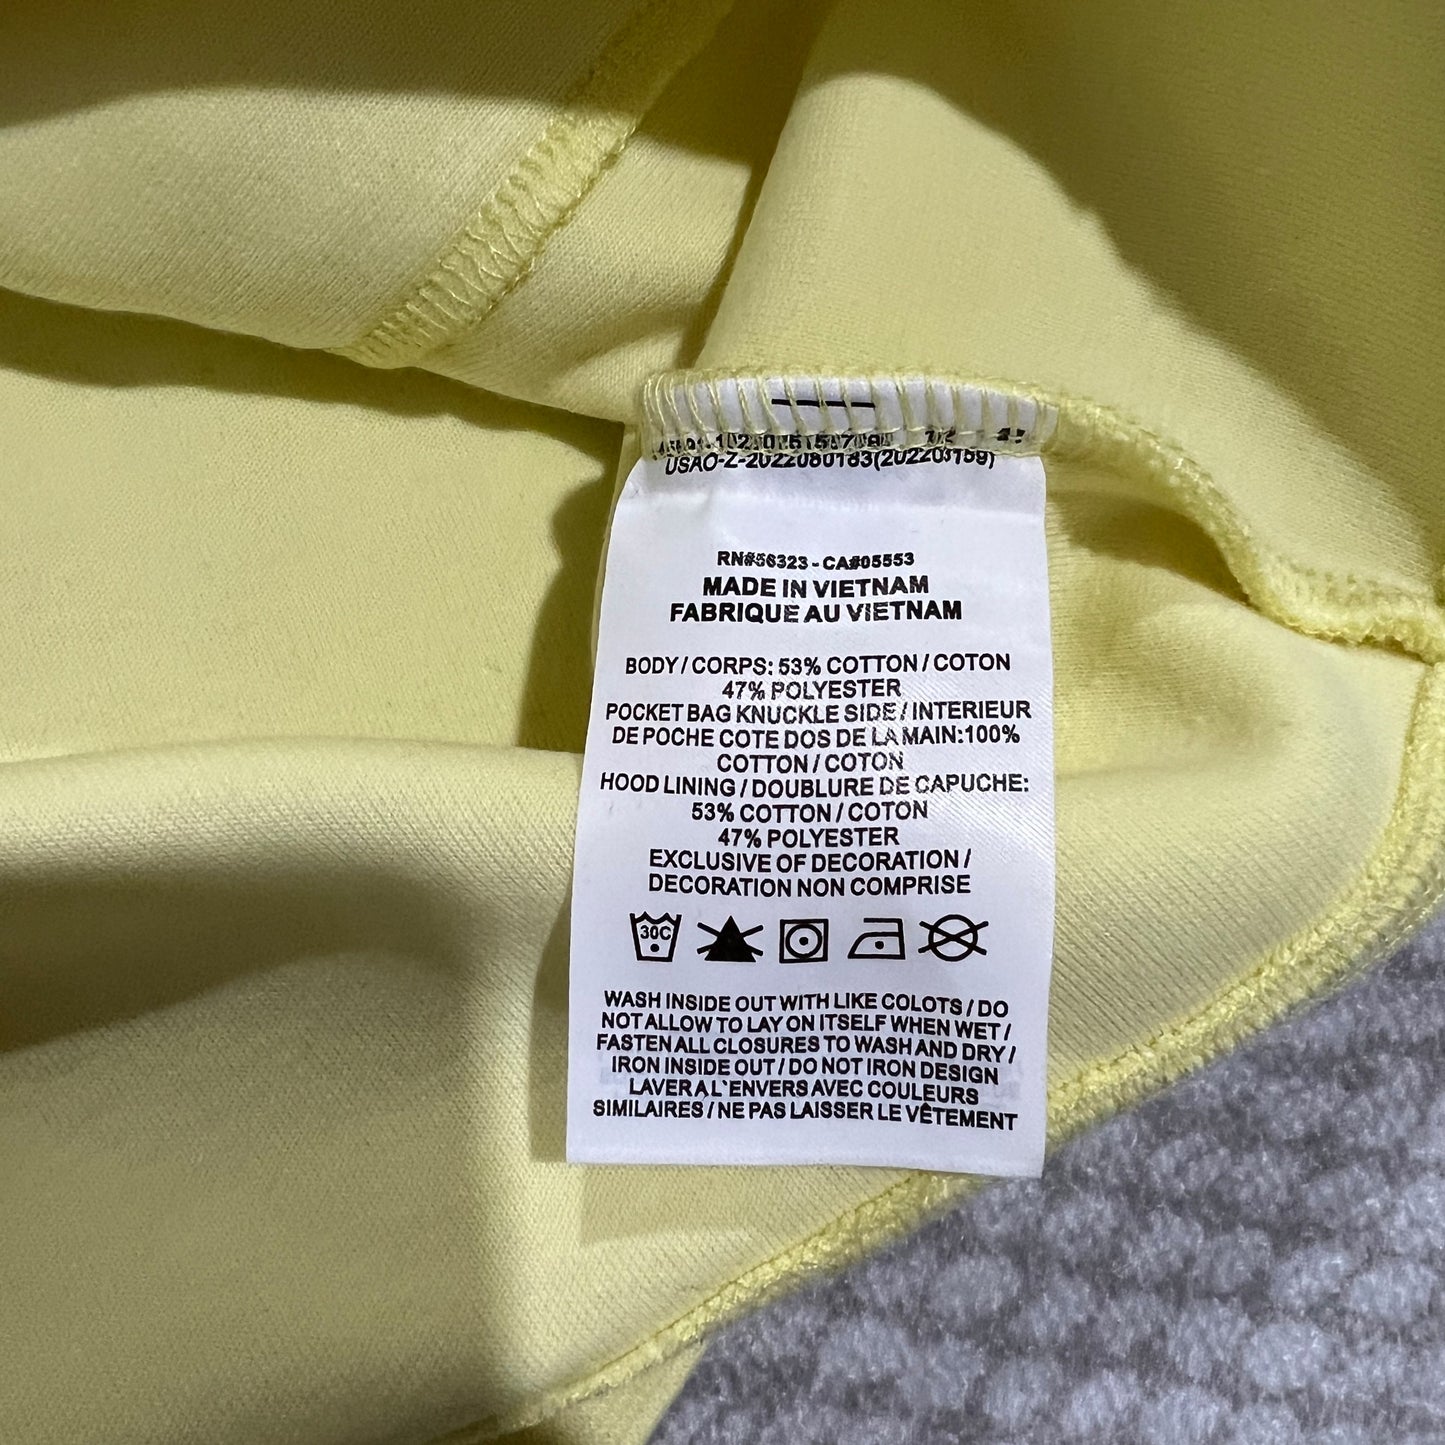 USAO-Z-2022080183(202203159)
RN#56323 - CA#05553
MADE IN VIETNAM
FABRIQUE AU VIETNAM
BODY / CORPS: 53% COTTON / COTON
47% POLYESTER
POCKET BAG KNUCKLE SIDE / INTERIEUR
DE POCHE COTE DOS DE LA MAIN:100%
COTTON / COTON
HOOD LINING / DOUBLURE DE CAPUCHE:
53% COTTON / COTON
47% POLYESTER
EXCLUSIVE OF DECORATION /
DECORATION NON COMPRISE
30C
WASH INSIDE OUT WITH LIKE COLOTS / DO
NOT ALLOW TO LAY ON ITSELF WHEN WET /
FASTEN ALL CLOSURES TO WASH AND DRY /
IRON INSIDE OUT / DO NOT IRON DESIGN
LAVER A L`ENVERS AVEC COULEURS
SIMILAIRES / NE PAS LAISSER LE VÊTEMENT